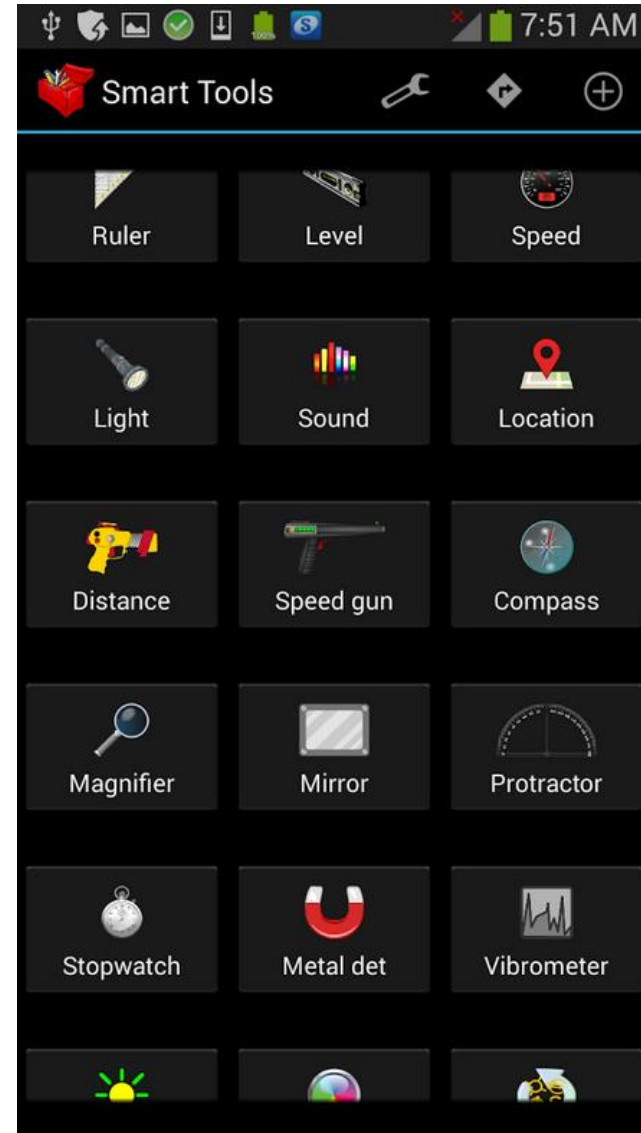 100%
7:51 AM
Smart Tools
Ruler
Level
Speed
Light
Sound
Location
Distance
Speed gun
Compass
Magnifier
Mirror
Protractor
Stopwatch
Metal det
Vibrometer